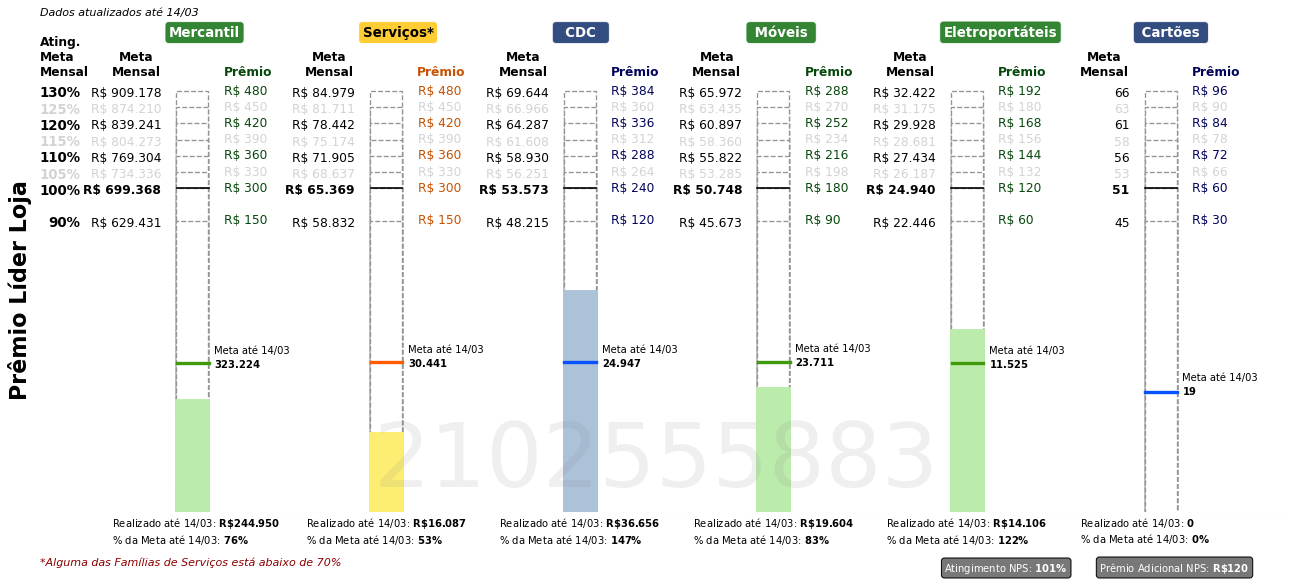 Dados atualizados até 14/03
Mercantil Serviços* CDC Móveis Eletroportáteis Cartões
Ating. Meta Mensal Meta Mensal Prêmio Meta Mensal Prêmio Meta Mensal Prêmio Meta Mensal Prêmio Meta Mensal Prêmio Meta Mensal Prêmio
130% R$ 909.178 R$ 480 R$ 84.979 R$ 480 R$ 69.644 R$ 384 R$ 65.972 R$ 288 R$ 32.422 R$ 192 66 R$ 96
125% R$ 874.210 R$ 450 R$ 81.711 R$ 450 R$ 66.966 R$ 360 R$ 63.435 R$ 270 R$ 31.175 R$ 180 63 R$ 90
120% R$ 839.241 R$ 420 R$ 78.442 R$ 420 R$ 64.287 R$ 336 R$ 60.897 R$ 252 R$ 29.928 R$ 168 61 R$ 84
115% R$ 804.273 R$ 390 R$ 75.174 R$ 390 R$ 61.608 R$ 312 R$ 58.360 R$ 234 R$ 28.681 R$ 156 58 R$ 78
110% R$ 769.304 R$ 360 R$ 71.905 R$ 360 R$ 58.930 R$ 288 R$ 55.822 R$ 216 R$ 27.434 R$ 144 56 R$ 72
105% R$ 734.336 R$ 330 R$ 68.637 R$ 330 R$ 56.251 R$ 264 R$ 53.285 R$ 198 R$ 26.187 R$ 132 53 R$ 66
100% R$ 699.368 R$ 300 R$ 65.369 R$ 300 R$ 53.573 R$ 240 R$ 50.748 R$ 180 R$ 24.940 R$ 120 51 R$ 60
90% R$ 629.431 R$ 150 R$ 58.832 R$ 150 R$ 48.215 R$ 120 R$ 45.673 R$ 90 R$ 22.446 R$ 60 45 R$ 30
Prêmio Líder Loja
Meta até 14/03 Meta até 14/03 Meta até 14/03 Meta até 14/03 Meta até 14/03 Meta até 14/03
323.224 30.441 24.947 23.711 11.525 19
2102555883
Realizado até 14/03: R$244.950 Realizado até 14/03: R$16.087 Realizado até 14/03: R$36.656 Realizado até 14/03: R$19.604 Realizado até 14/03: R$14.106 Realizado até 14/03: 0
% da Meta até 14/03: 76% % da Meta até 14/03: 53% % da Meta até 14/03: 147% % da Meta até 14/03: 83% % da Meta até 14/03: 122% % da Meta até 14/03: 0%
*Alguma das Famílias de Serviços está abaixo de 70% Atingimento NPS: 101% Prêmio Adicional NPS: R$120